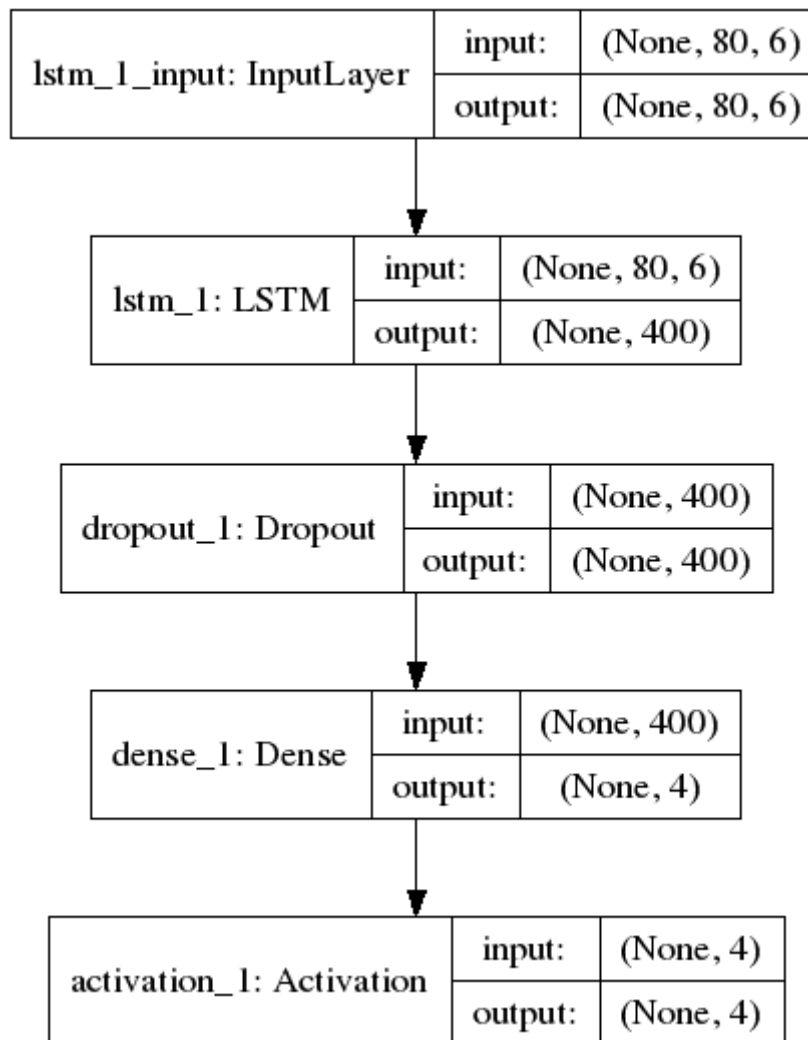 lstm_1_input: InputLayer
input:
(None, 80, 6)
output:
(None, 80, 6)
lstm_1: LSTM
input:
(None, 80, 6)
output:
(None, 400)
dropout_1: Dropout
input:
(None, 400)
output:
(None, 400)
dense_1: Dense
input:
(None, 400)
output:
(None, 4)
activation_1: Activation
input:
(None, 4)
output:
(None, 4)